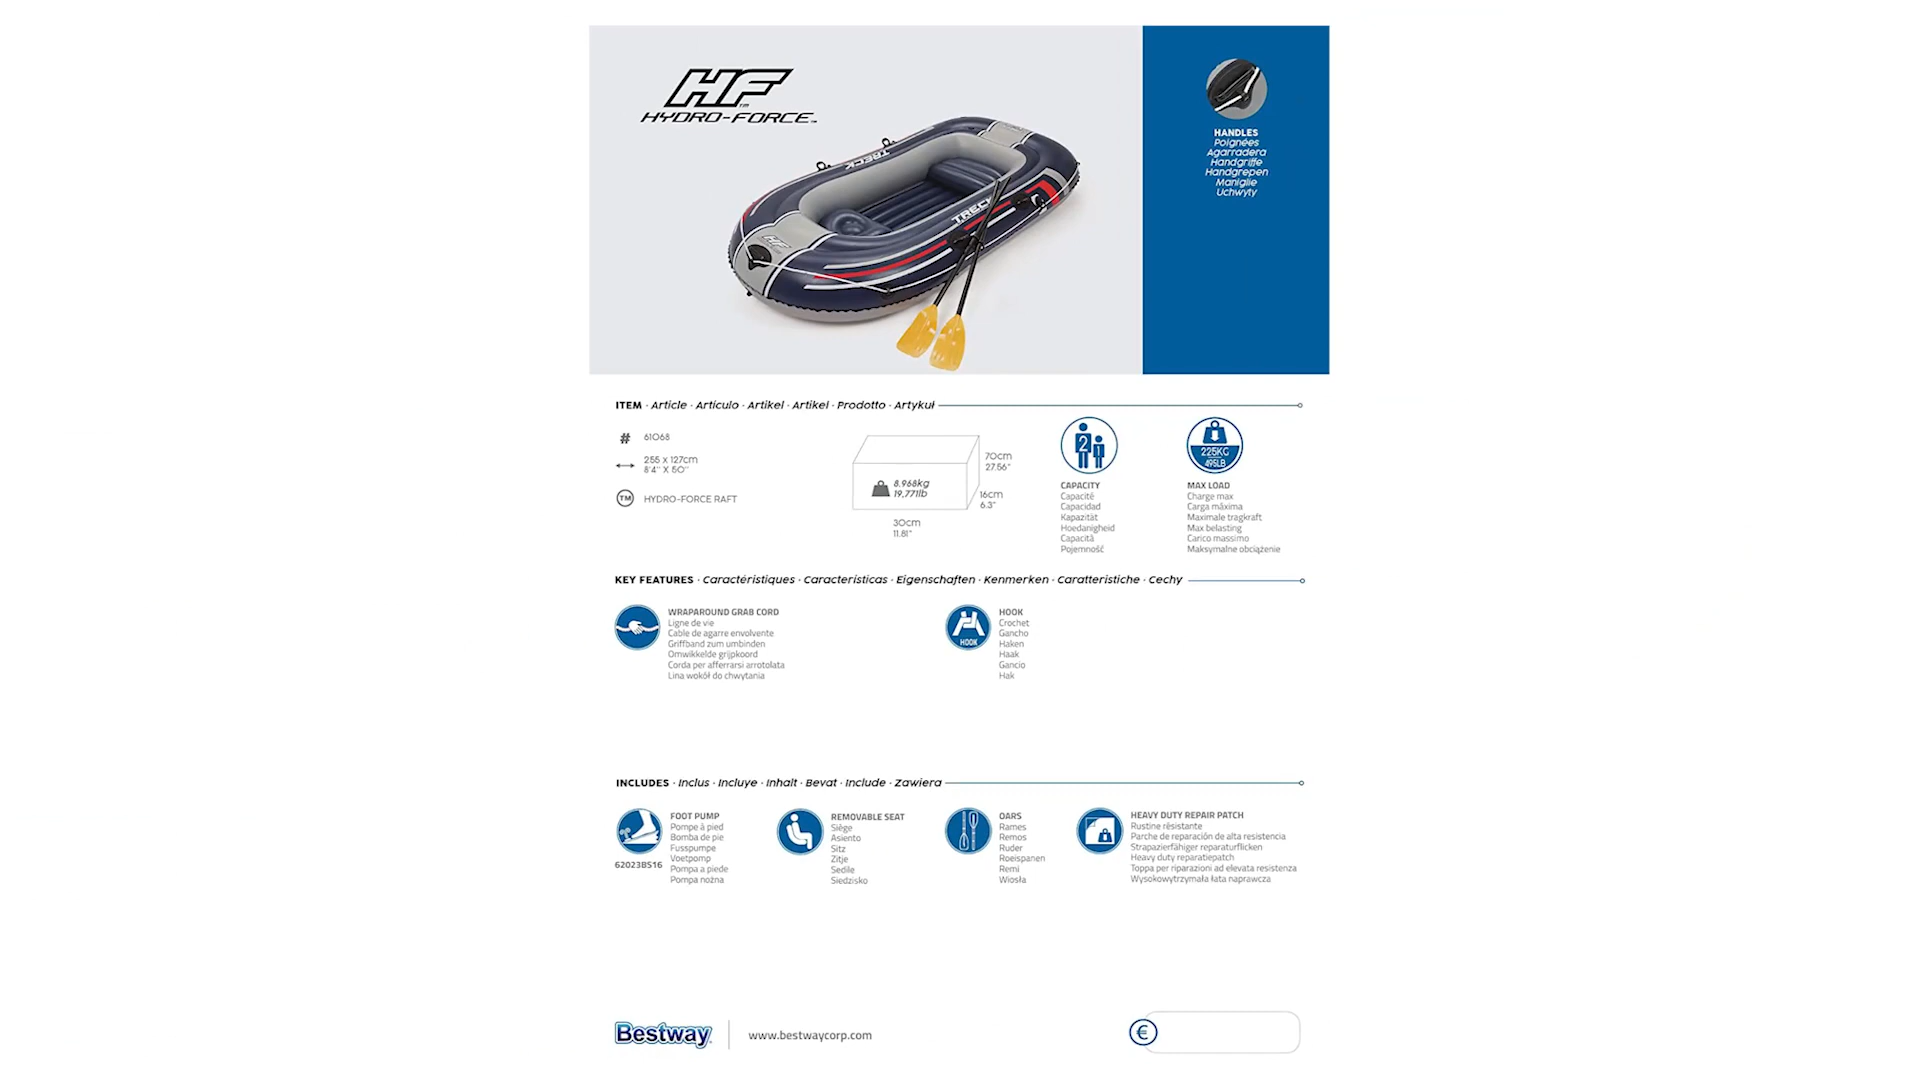 HF™
HYDRO-FORCE™
TRECK
TRECK
HF
HANDLES
Poignées
Agarradera
Handgriffe
Handgrepen
Maniglie
Uchwyty
ITEM · Article · Artículo · Artikel · Artikel · Prodotto · Artykuł
# 61068
255 x 127cm
8'4" X 50"
TM HYDRO-FORCE RAFT
8.968kg
19,771lb
70cm
27.56"
16cm
6.3"
30cm
11.81"
2 1
CAPACITY
Capacité
Capacidad
Kapazität
Hoedanigheid
Capacità
Pojemność
225KG
495LB
MAX LOAD
Charge max
Carga máxima
Maximale tragkraft
Max belasting
Carico massimo
Maksymalne obciążenie
KEY FEATURES · Caractéristiques · Características · Eigenschaften · Kenmerken · Caratteristiche · Cechy
WRAPAROUND GRAB CORD
Ligne de vie
Cable de agarre envolvente
Griffband zum umbinden
Omwikkelde grijpkoord
Corda per afferrarsi arrotolata
Lina wokół do chwytania
HOOK
HOOK
Crochet
Gancho
Haken
Haak
Gancio
Hak
INCLUDES · Inclus · Incluye · Inhalt · Bevat · Include · Zawiera
62023BS16
FOOT PUMP
Pompe à pied
Bomba de pie
Fusspumpe
Voetpomp
Pompa a piede
Pompa nożna
REMOVABLE SEAT
Siège
Asiento
Sitz
Zitje
Sedile
Siedzisko
OARS
Rames
Remos
Ruder
Roeispanen
Remi
Wiosła
HEAVY DUTY REPAIR PATCH
Rustine résistante
Parche de reparación de alta resistencia
Strapazierfähiger reparaturflicken
Heavy duty reparatiepatch
Toppa per riparazioni ad elevata resistenza
Wysokowytrzymała łata naprawcza
Bestway
www.bestwaycorp.com
€